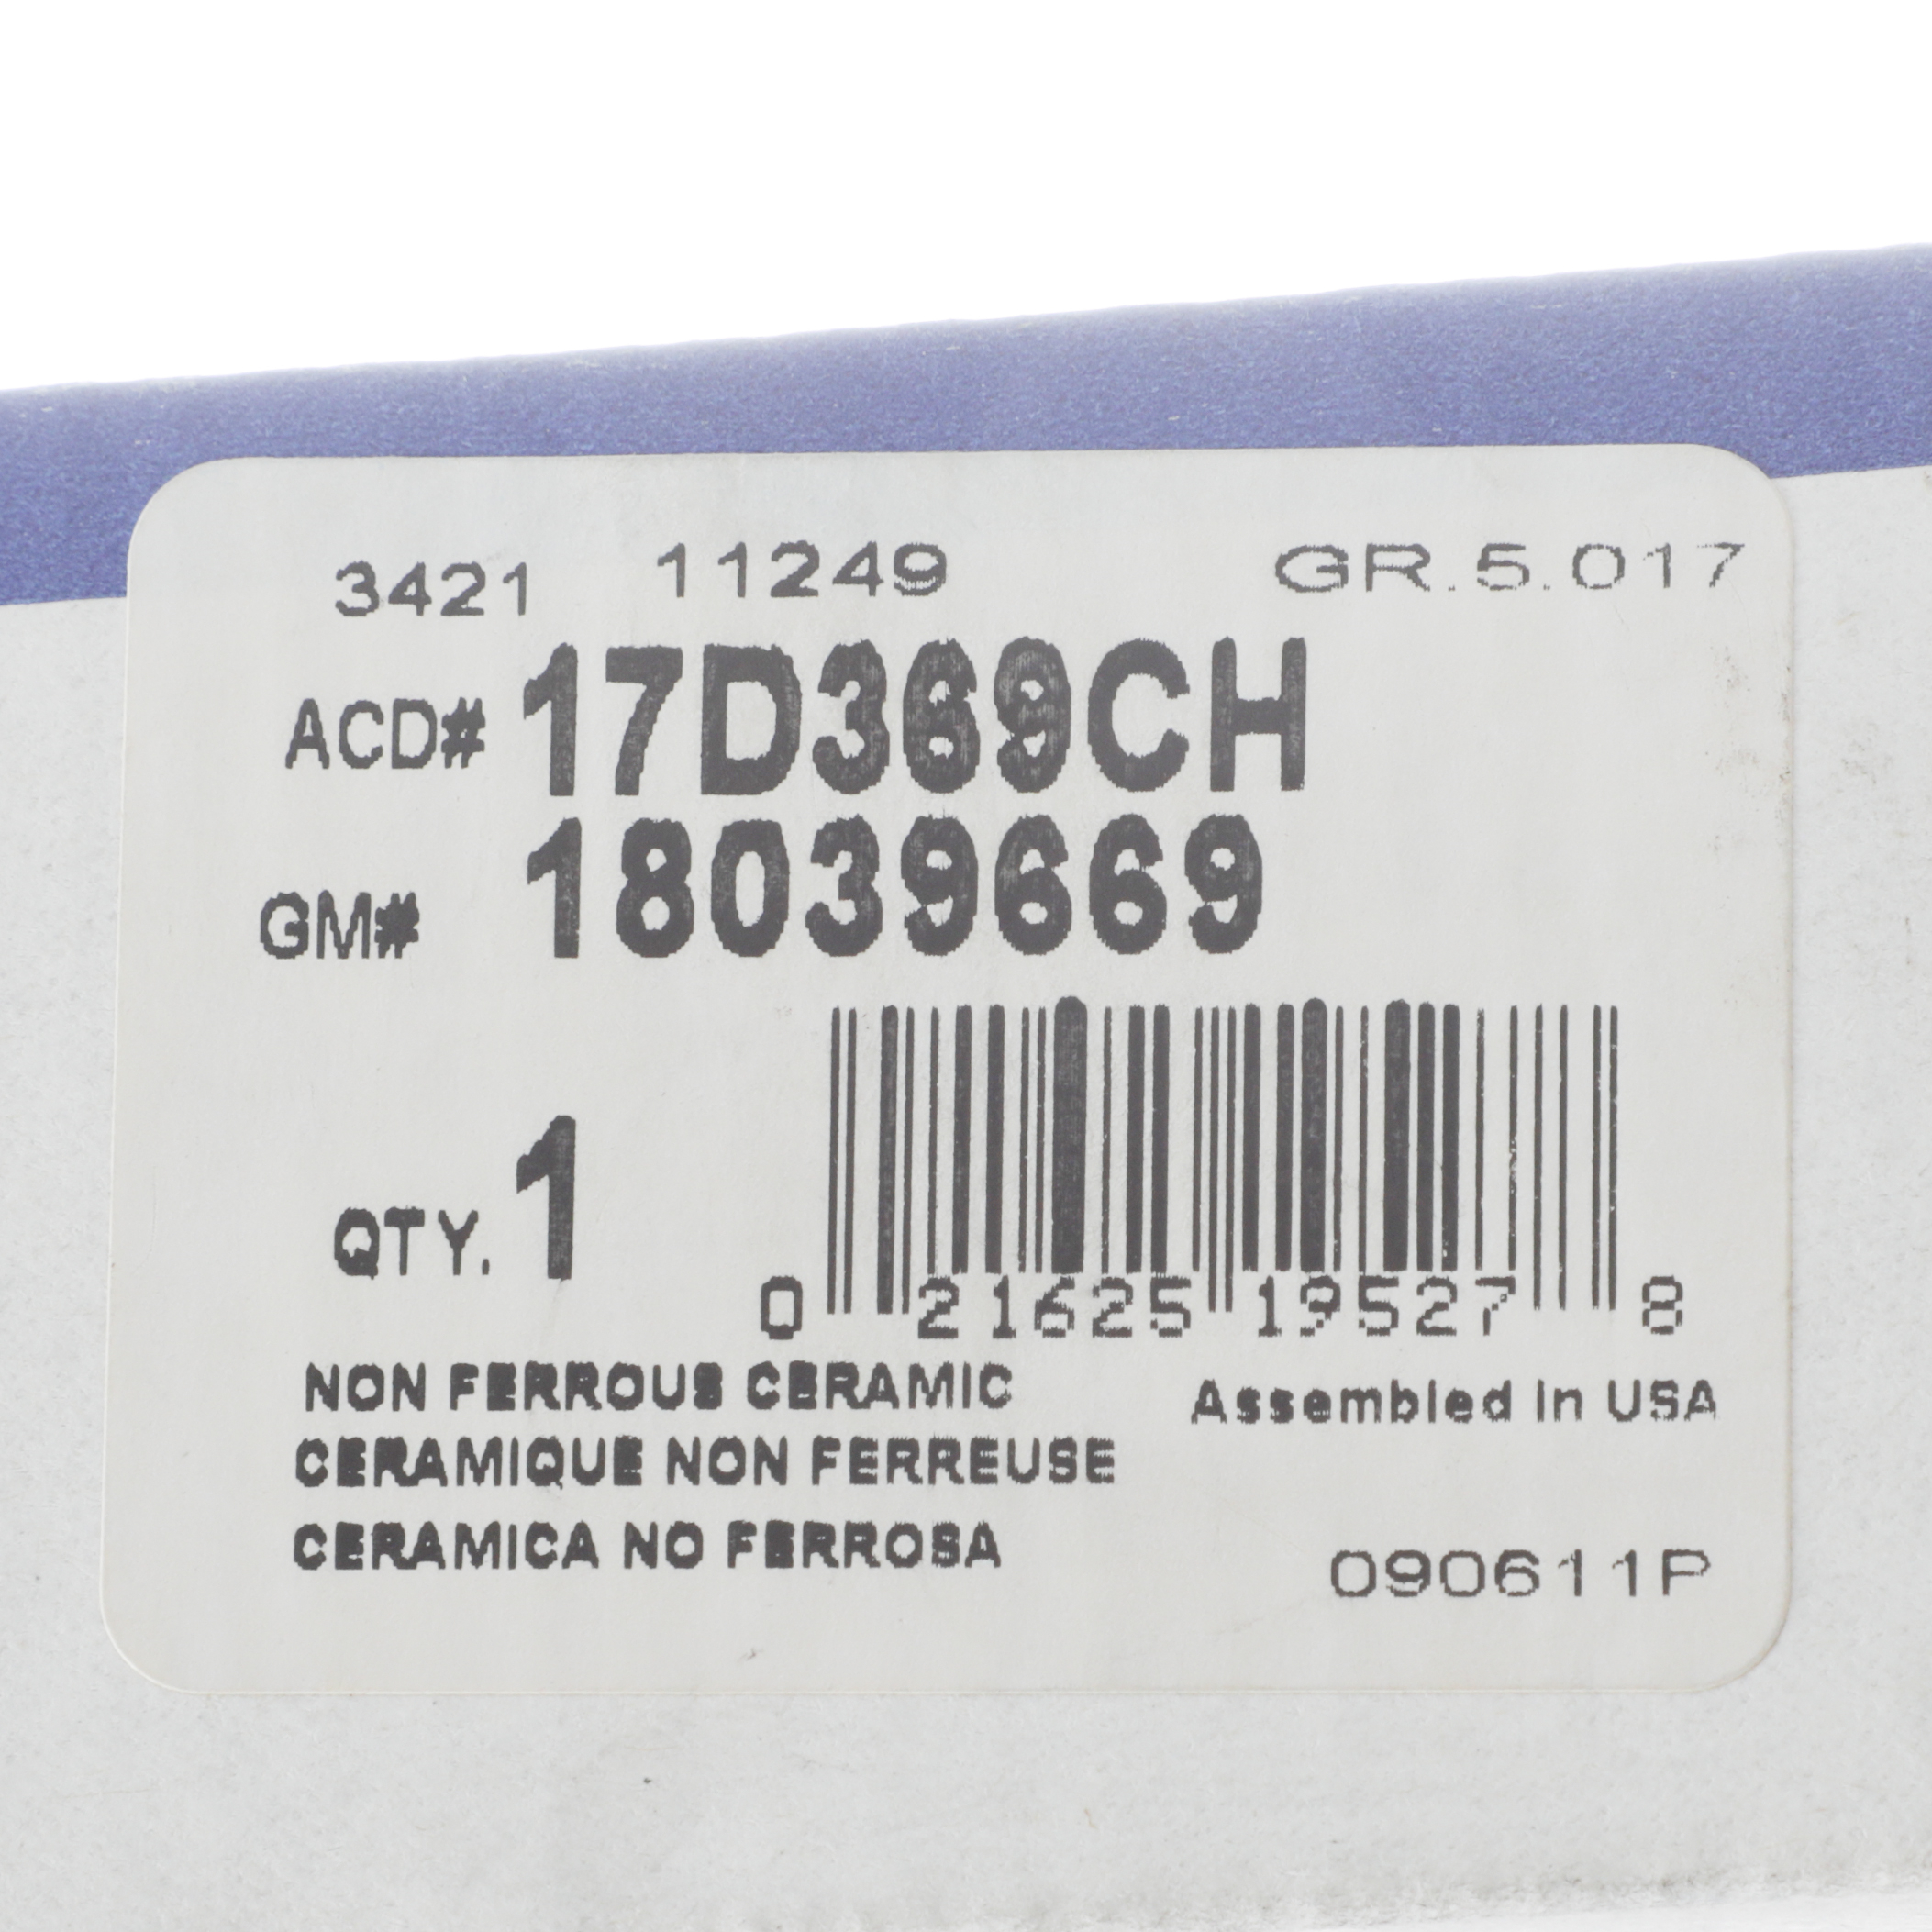 3421 11249 GR.5.017
ACD# 17D369CH
GM# 18039669
QTY. 1
0 21625 19527 8
NON FERROUS CERAMIC
Assembled in USA
CERAMIQUE NON FERREUSE
CERAMICA NO FERROSA
090611P